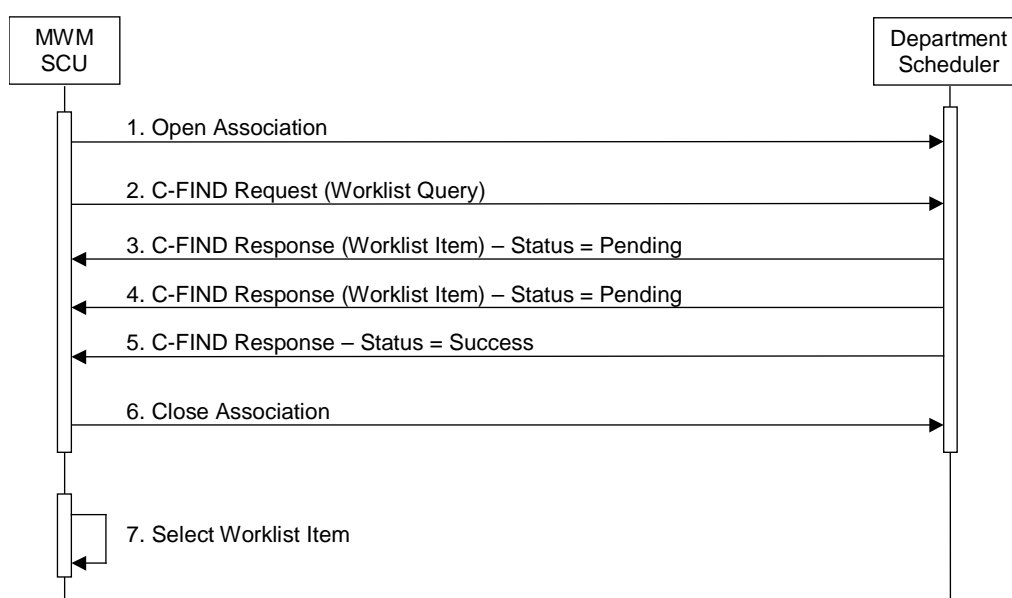 MWM
SCU
Department
Scheduler
1. Open Association
2. C-FIND Request (Worklist Query)
3. C-FIND Response (Worklist Item) – Status = Pending
4. C-FIND Response (Worklist Item) – Status = Pending
5. C-FIND Response – Status = Success
6. Close Association
7. Select Worklist Item